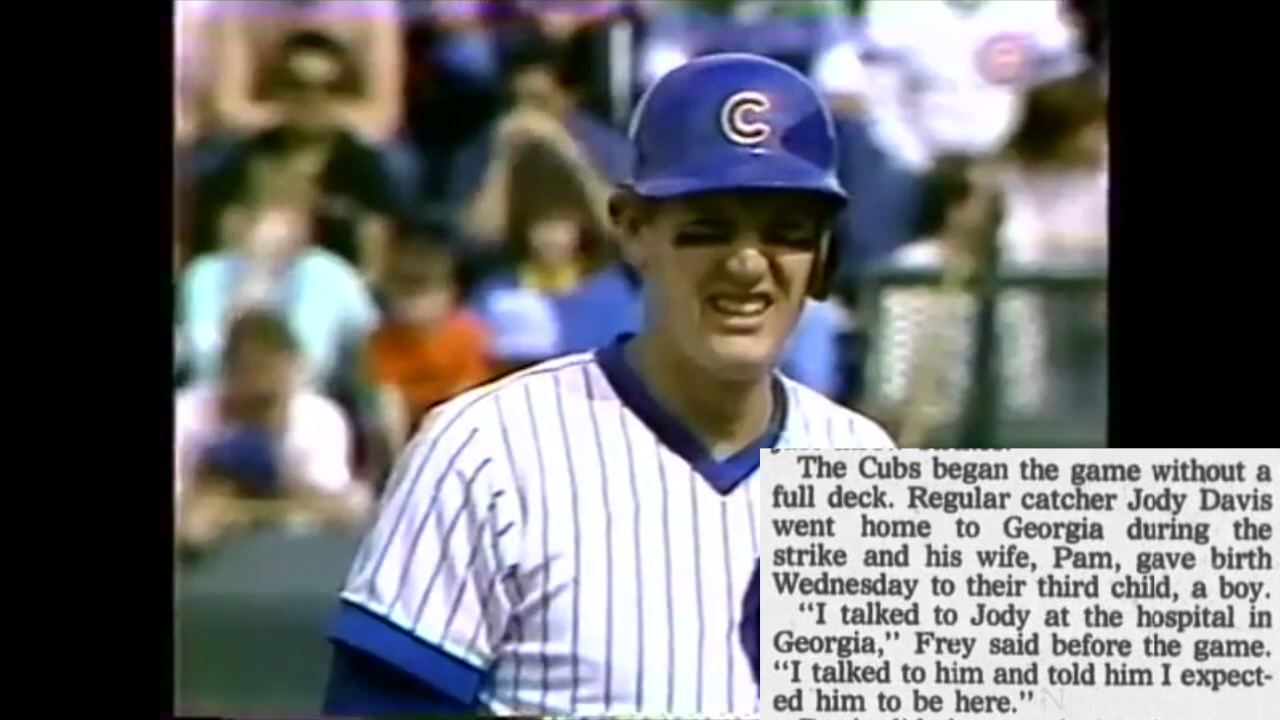 C
The Cubs began the game without a
full deck. Regular catcher Jody Davis
went home to Georgia during the
strike and his wife, Pam, gave birth
Wednesday to their third child, a boy.
“I talked to Jody at the hospital in
Georgia,” Frey said before the game.
“I talked to him and told him I expect-
ed him to be here.”